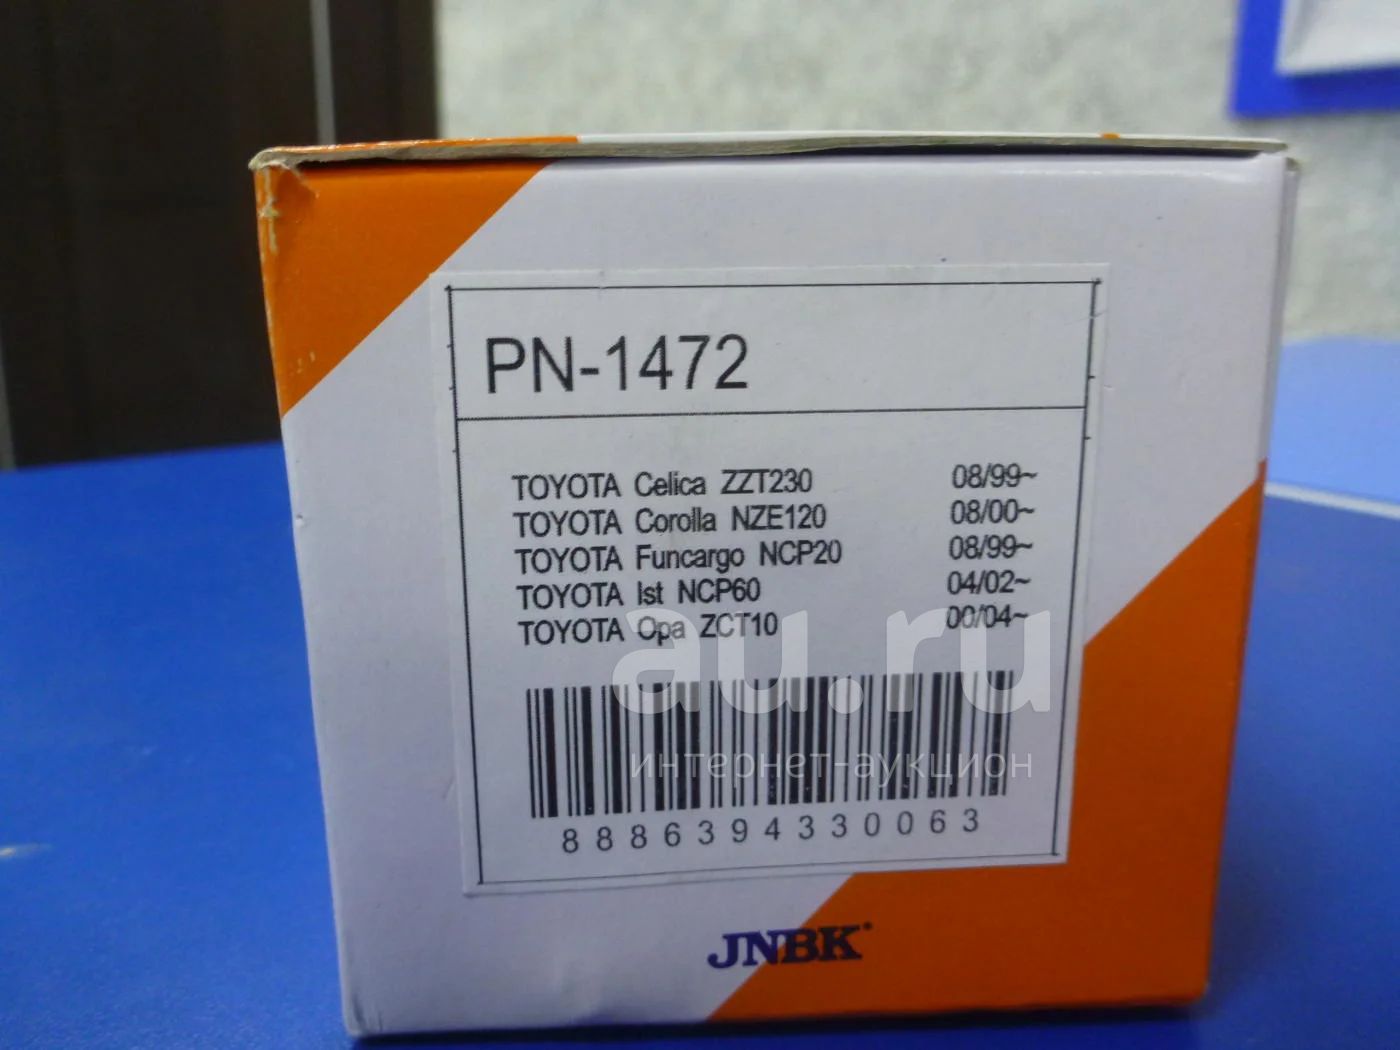 PN-1472
TOYOTA Celica ZZT230 08/99~
TOYOTA Corolla NZE120 08/00~
TOYOTA Funcargo NCP20 08/99~
TOYOTA Ist NCP60 04/02~
TOYOTA Opa ZCT10 00/04~
au.ru
интернет-аукцион
8886394330063
JNBK